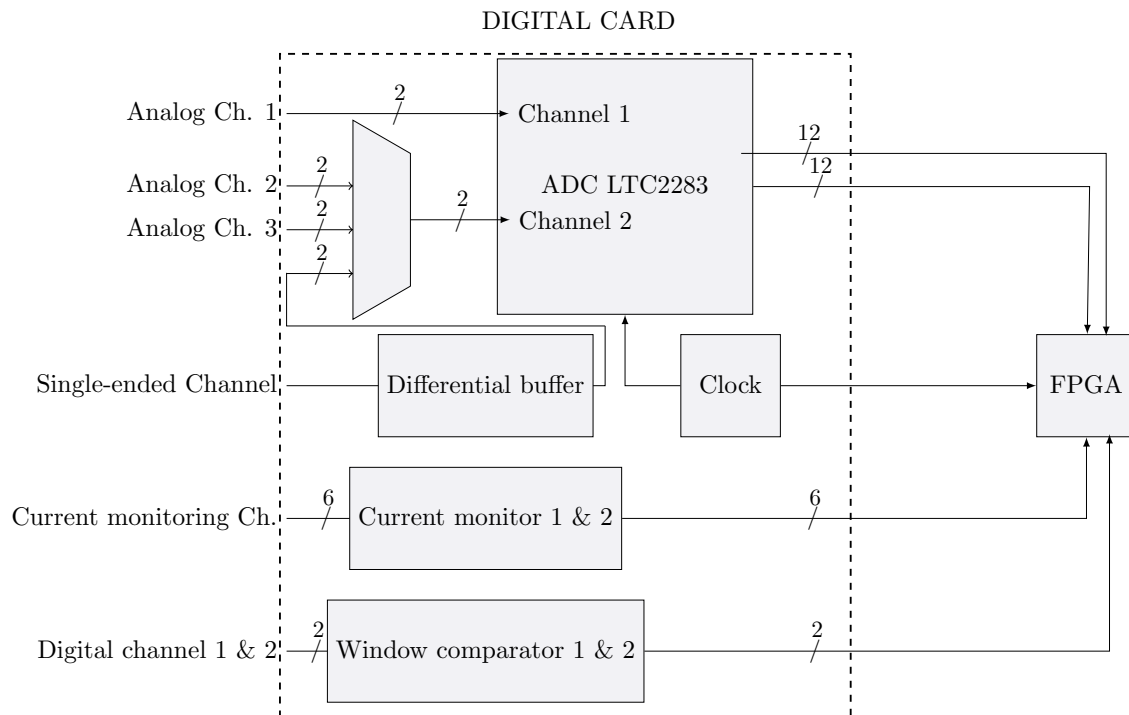 DIGITAL CARD
Analog Ch. 1
2
Channel 1
12
Analog Ch. 2
2
ADC LTC2283
12
2
Analog Ch. 3
2
Channel 2
2
Single-ended Channel
Differential buffer
Clock
FPGA
Current monitoring Ch.
6
Current monitor 1 & 2
6
Digital channel 1 & 2
2
Window comparator 1 & 2
2